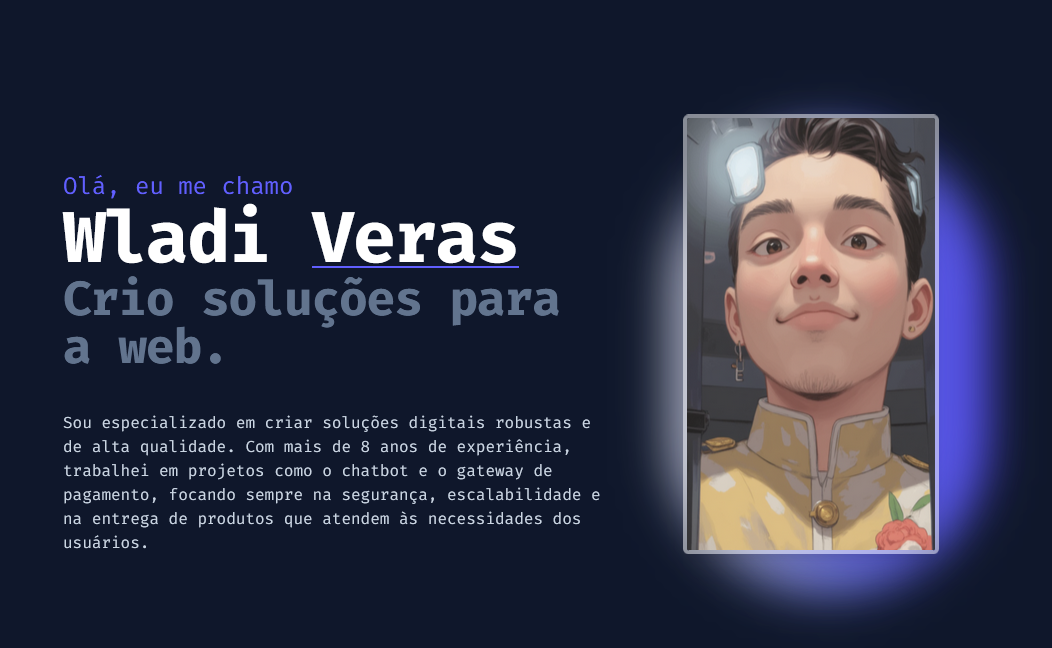 Olá, eu me chamo
Wladi Veras
Crio soluções para
a web.
Sou especializado em criar soluções digitais robustas e
de alta qualidade. Com mais de 8 anos de experiência,
trabalhei em projetos como o chatbot e o gateway de
pagamento, focando sempre na segurança, escalabilidade e
na entrega de produtos que atendem às necessidades dos
usuários.